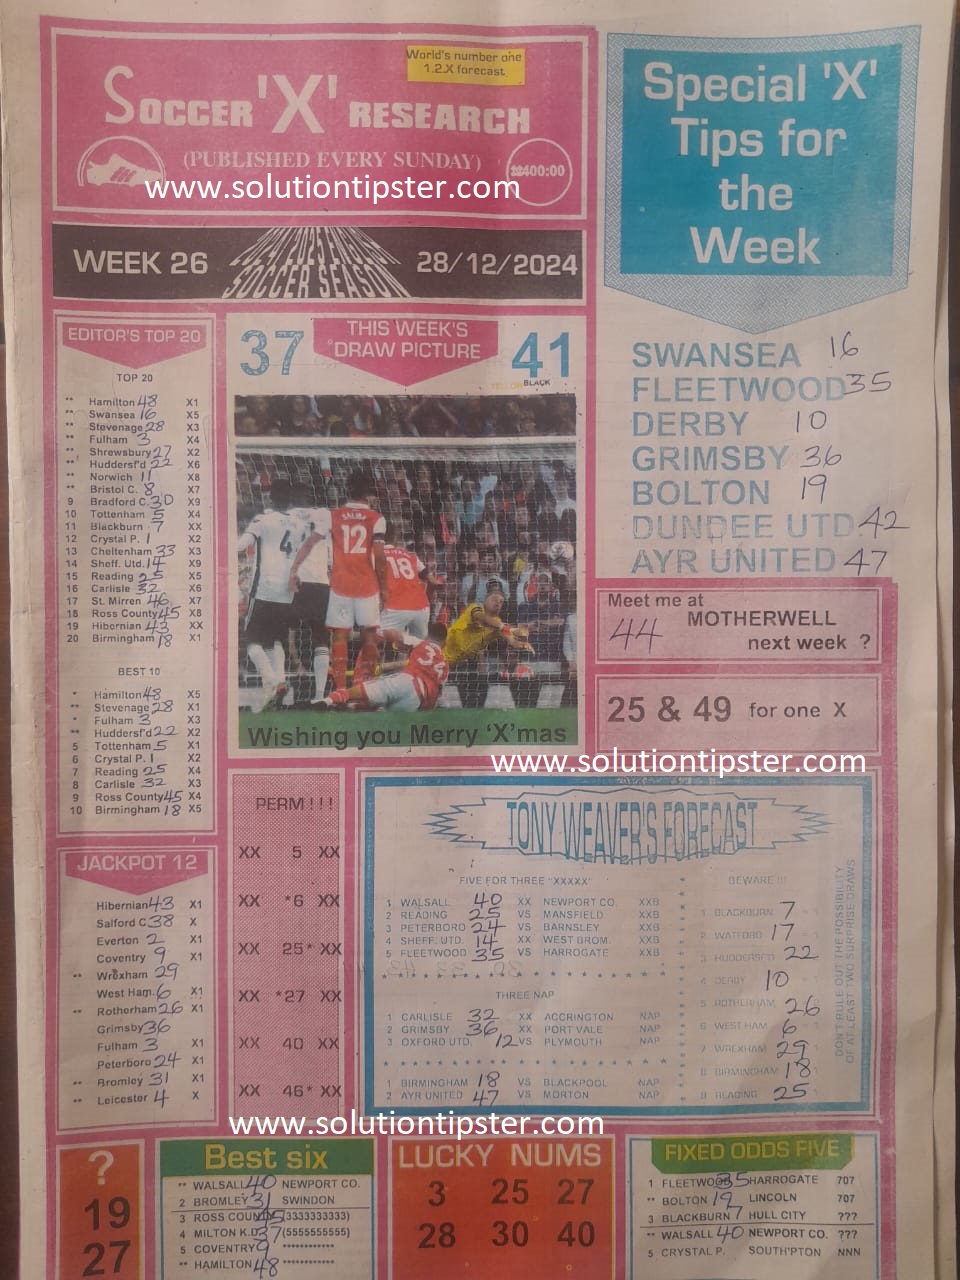 World's number one
1.2.X forecast
SOCCER 'X' RESEARCH
(PUBLISHED EVERY SUNDAY)
₦400:00
www.solutiontipster.com
WEEK 26
2024/2025 ENGLISH
SOCCER SEASON
28/12/2024
Special 'X'
Tips for
the
Week
SWANSEA 16
FLEETWOOD 35
DERBY 10
GRIMSBY 36
BOLTON 19
DUNDEE UTD. 42
AYR UNITED 47
EDITOR'S TOP 20
TOP 20
** Hamilton 48 X1
** Swansea 16 X5
** Stevenage 28 X3
** Fulham 3 X4
** Shrewsbury 27 X2
** Huddersf'd 22 X6
** Norwich 11 X8
** Bristol C. 8 X7
9 Bradford C. 30 X9
10 Tottenham 5 X4
11 Blackburn 7 XX
12 Crystal P. 1 X2
13 Cheltenham 33 X3
14 Sheff. Utd. 14 X9
15 Reading 25 X5
16 Carlisle 32 X6
17 St. Mirren 46 X7
18 Ross County 45 X8
19 Hibernian 43 XX
20 Birmingham 18 X1
BEST 10
* Hamilton 48 X5
** Stevenage 28 X1
* Fulham 3 X3
** Huddersf'd 22 X2
5 Tottenham 5 X1
6 Crystal P. 1 X2
7 Reading 25 X4
8 Carlisle 32 X3
9 Ross County 45 X4
10 Birmingham 18 X5
37 THIS WEEK'S 41
DRAW PICTURE
YELLOW BLACK
4
SALIBA
12
18
34
Wishing you Merry 'X'mas
Meet me at
44 MOTHERWELL
next week ?
25 & 49 for one X
www.solutiontipster.com
JACKPOT 12
Hibernian 43 X1
Salford C. 38 X
Everton 2 X1
Coventry 9 X1
** Wrexham 29
West Ham. 6 X1
** Rotherham 26 X1
Grimsby 36
Fulham 3 X1
Peterboro 24 X1
** Bromley 31 X1
** Leicester 4 X
PERM !!!
XX 5 XX
XX *6 XX
XX 25* XX
XX *27 XX
XX 40 XX
XX 46* XX
TONY WEAVER'S FORECAST
FIVE FOR THREE "XXXXX"
1 WALSALL 40 XX NEWPORT CO XXB
2 READING 25 VS MANSFIELD XXB
3 PETERBORO 24 VS BARNSLEY XXB
4 SHEFF. UTD. 14 XX WEST BROM. XXB
5 FLEETWOOD 35 VS HARROGATE XXB
THREE NAP
1 CARLISLE 32 XX ACCRINGTON NAP
2 GRIMSBY 36 XX PORT VALE NAP
3 OXFORD UTD. 12 VS PLYMOUTH NAP
1 BIRMINGHAM 18 VS BLACKPOOL NAP
2 AYR UNITED 47 VS MORTON NAP
BEWARE !!!
1 BLACKBURN 7
2 WATFORD 17
3 HUDDERSF'D 22
4 DERBY 10
5 ROTHERHAM 26
6 WEST HAM 6
7 WREXHAM 29
8 BIRMINGHAM 18
9 READING 25
DON'T RULE OUT THE POSSIBILITY
OF AT LEAST TWO SURPRISE DRAWS
www.solutiontipster.com
?
19
27
Best six
** WALSALL 40 NEWPORT CO.
2 BROMLEY 31 SWINDON
3 ROSS COUNTY 45 (3333333333)
4 MILTON K.D 37 (5555555555)
5 COVENTRY 9 ************
** HAMILTON 48 ************
LUCKY NUMS
3 25 27
28 30 40
FIXED ODDS FIVE
1 FLEETWOOD 35 HARROGATE 707
** BOLTON 19 LINCOLN 707
3 BLACKBURN 7 HULL CITY ???
** WALSALL 40 NEWPORT CO. ???
5 CRYSTAL P. SOUTH'PTON NNN